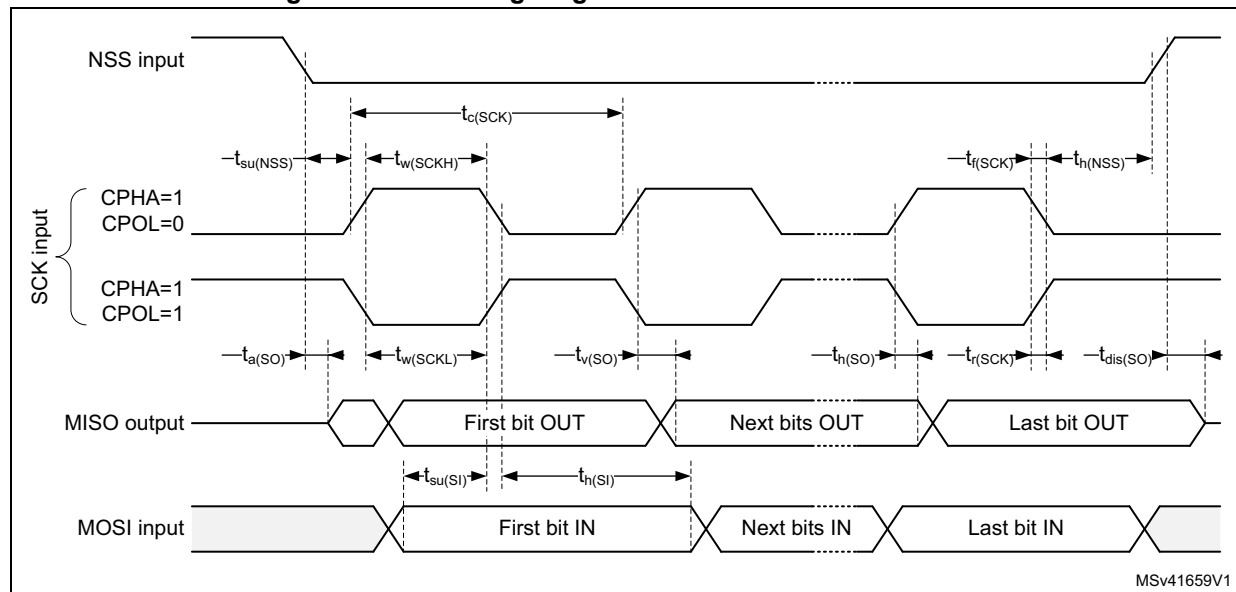 NSS input
tc(SCK)
tsu(NSS) tw(SCKH) tf(SCK) th(NSS)
SCK input
CPHA=1
CPOL=0
CPHA=1
CPOL=1
ta(SO) tw(SCKL) tv(SO) th(SO) tr(SCK) tdis(SO)
MISO output First bit OUT Next bits OUT Last bit OUT
tsu(SI) th(SI)
MOSI input First bit IN Next bits IN Last bit IN
MSv41659V1